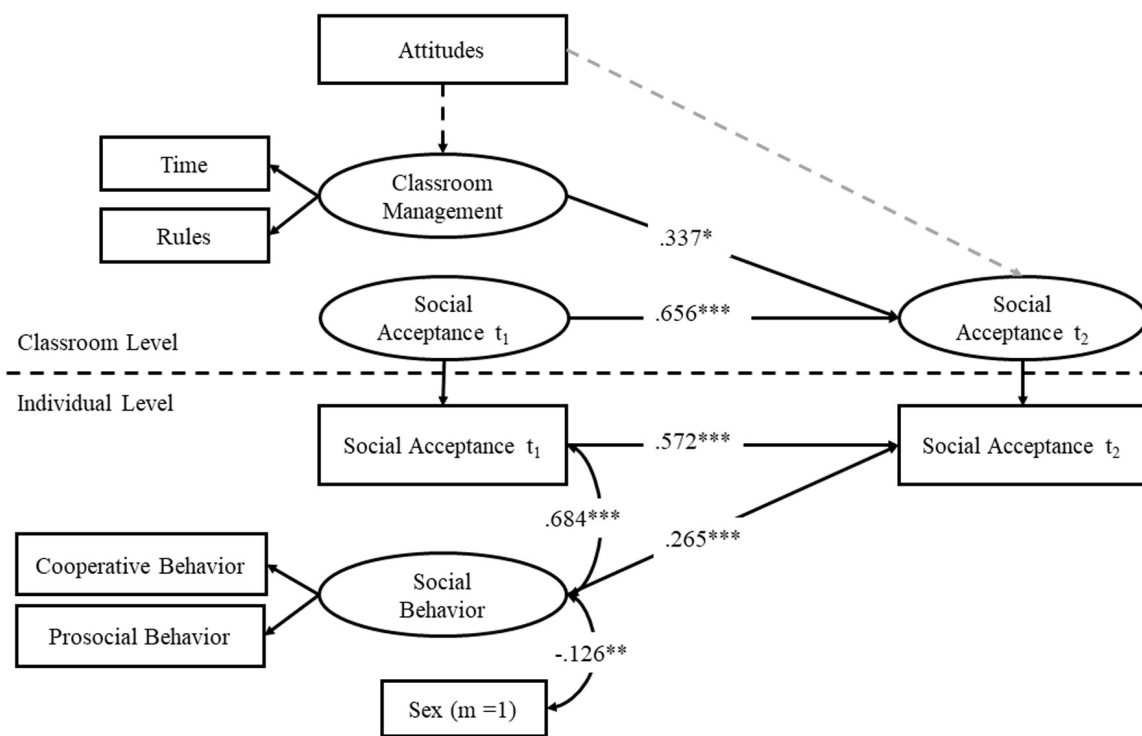 Attitudes
Time
Classroom
Management
Rules
.337*
Social
Acceptance t₁
.656***
Social
Acceptance t₂
Classroom Level
Individual Level
Social Acceptance t₁
.572***
Social Acceptance t₂
.684***
.265***
Cooperative Behavior
Social
Behavior
Prosocial Behavior
-.126**
Sex (m =1)